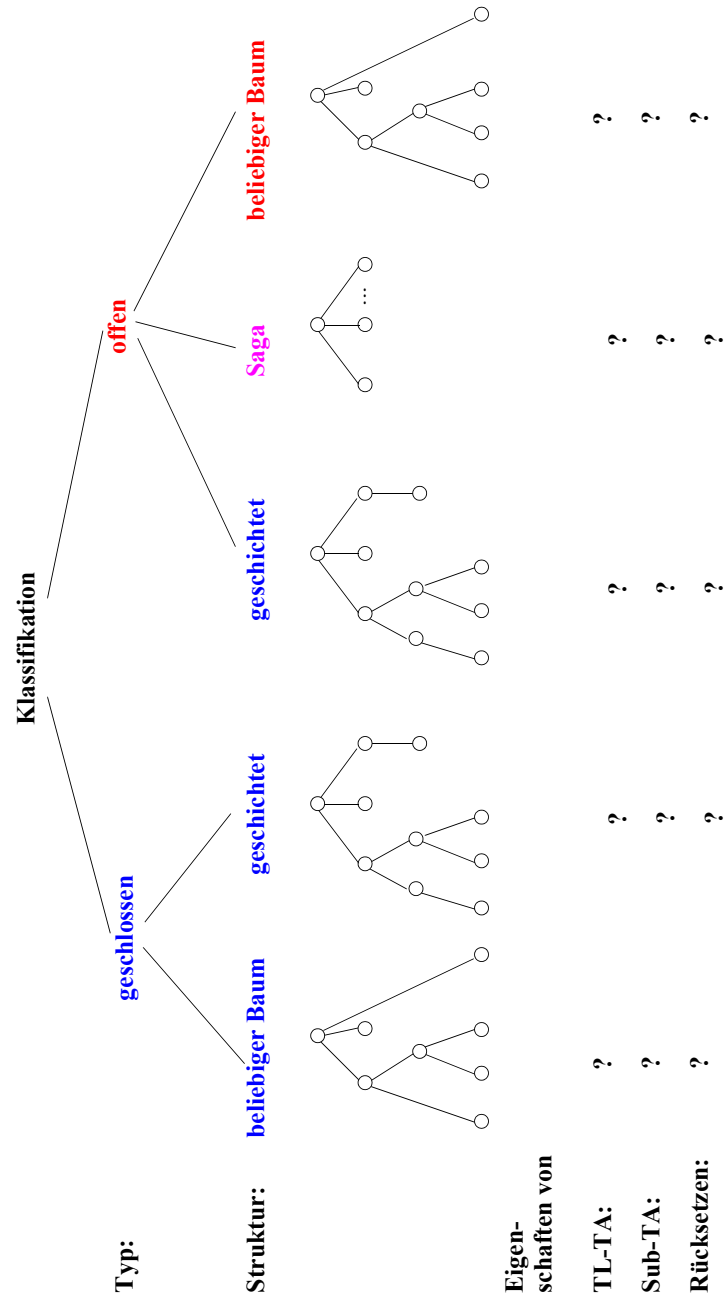 Klassifikation
Typ: geschlossen offen
Struktur: beliebiger Baum geschichtet geschichtet Saga beliebiger Baum
...
Eigen-
schaften von
TL-TA: ? ? ? ? ?
Sub-TA: ? ? ? ? ?
Rücksetzen: ? ? ? ? ?